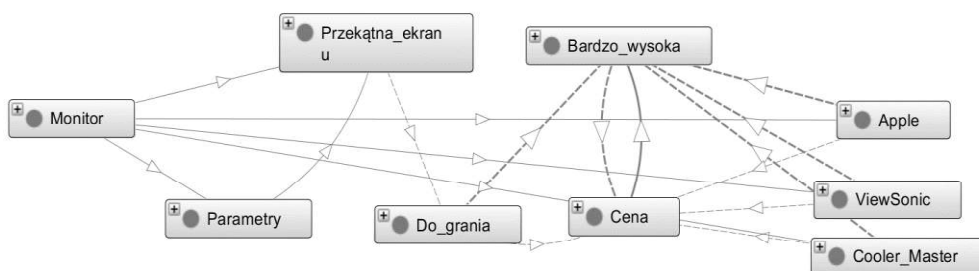 Przekątna_ekran
u
Bardzo_wysoka
Monitor
Apple
Parametry
Do_grania
Cena
ViewSonic
Cooler_Master